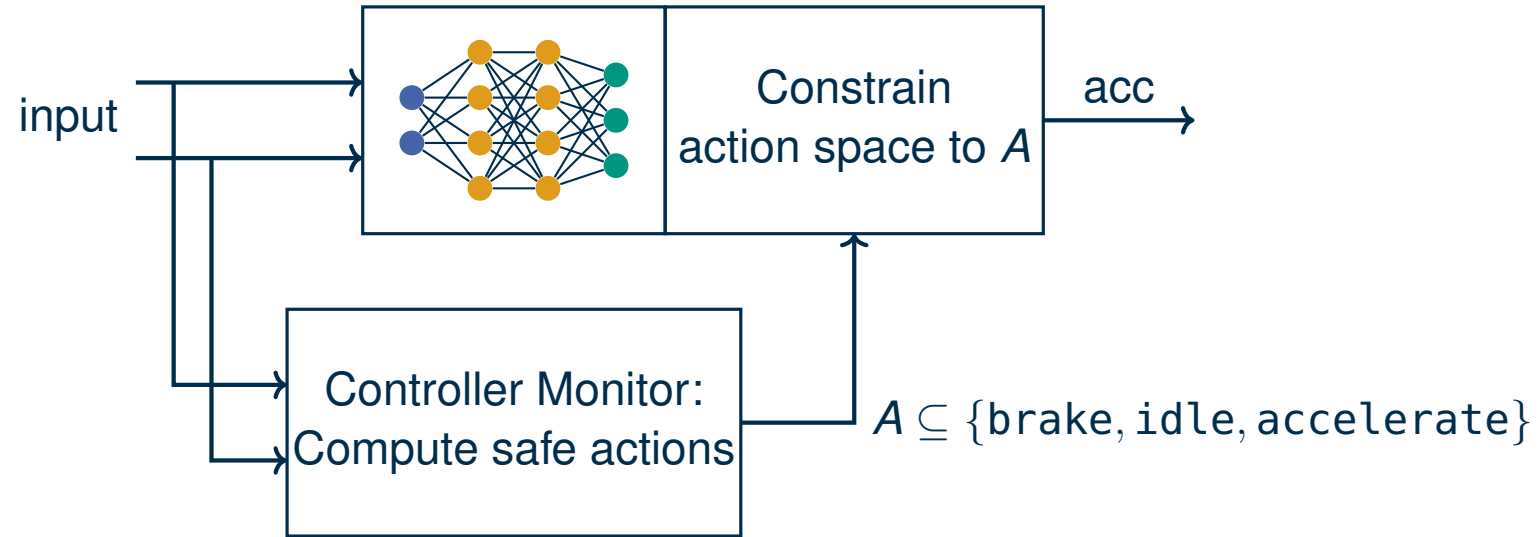 input
Constrain
action space to A
acc
Controller Monitor:
Compute safe actions
A ⊆ {brake, idle, accelerate}